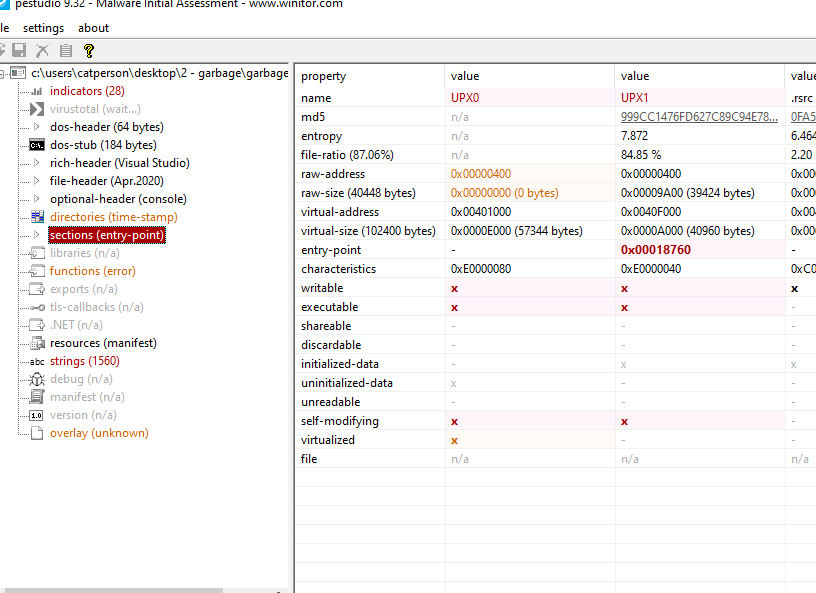 pestudio 9.32 - Malware Initial Assessment - www.winitor.com
le settings about
c:\users\catperson\desktop\2 - garbage\garbage
indicators (28)
virustotal (wait...)
dos-header (64 bytes)
dos-stub (184 bytes)
rich-header (Visual Studio)
file-header (Apr.2020)
optional-header (console)
directories (time-stamp)
sections (entry-point)
libraries (n/a)
functions (error)
exports (n/a)
tls-callbacks (n/a)
.NET (n/a)
resources (manifest)
abc strings (1560)
debug (n/a)
manifest (n/a)
1.0 version (n/a)
overlay (unknown)
property value value value
name UPX0 UPX1 .rsrc
md5 n/a 999CC1476FD627C89C94E78... 0FA5
entropy n/a 7.872 6.464
file-ratio (87.06%) n/a 84.85 % 2.20
raw-address 0x00000400 0x00000400 0x000
raw-size (40448 bytes) 0x00000000 (0 bytes) 0x00009A00 (39424 bytes) 0x000
virtual-address 0x00401000 0x0040F000 0x004
virtual-size (102400 bytes) 0x0000E000 (57344 bytes) 0x0000A000 (40960 bytes) 0x000
entry-point - 0x00018760 -
characteristics 0xE0000080 0xE0000040 0xC0
writable x x x
executable x x -
shareable - - -
discardable - - -
initialized-data - x x
uninitialized-data x - -
unreadable - - -
self-modifying x x -
virtualized x - -
file n/a n/a n/a